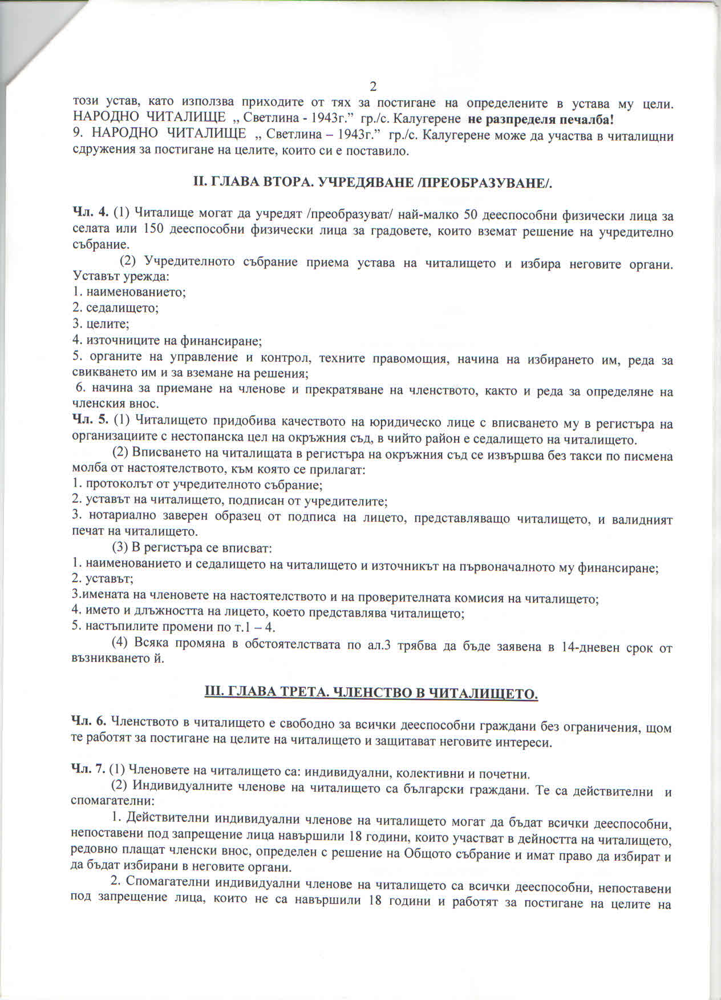 2
този устав, като използва приходите от тях за постигане на определените в устава му цели.
НАРОДНО ЧИТАЛИЩЕ „ Светлина - 1943г.” гр./с. Калугерене не разпределя печалба!
9. НАРОДНО ЧИТАЛИЩЕ „ Светлина – 1943г.” гр./с. Калугерене може да участва в читалищни
сдружения за постигане на целите, които си е поставило.
II. ГЛАВА ВТОРА. УЧРЕДЯВАНЕ /ПРЕОБРАЗУВАНЕ/.
Чл. 4. (1) Читалище могат да учредят /преобразуват/ най-малко 50 дееспособни физически лица за
селата или 150 дееспособни физически лица за градовете, които вземат решение на учредително
събрание.
(2) Учредителното събрание приема устава на читалището и избира неговите органи.
Уставът урежда:
1. наименованието;
2. седалището;
3. целите;
4. източниците на финансиране;
5. органите на управление и контрол, техните правомощия, начина на избирането им, реда за
свикването им и за вземане на решения;
6. начина за приемане на членове и прекратяване на членството, както и реда за определяне на
членския внос.
Чл. 5. (1) Читалището придобива качеството на юридическо лице с вписването му в регистъра на
организациите с нестопанска цел на окръжния съд, в чийто район е седалището на читалището.
(2) Вписването на читалищата в регистъра на окръжния съд се извършва без такси по писмена
молба от настоятелството, към която се прилагат:
1. протоколът от учредителното събрание;
2. уставът на читалището, подписан от учредителите;
3. нотариално заверен образец от подписа на лицето, представляващо читалището, и валидният
печат на читалището.
(3) В регистъра се вписват:
1. наименованието и седалището на читалището и източникът на първоначалното му финансиране;
2. уставът;
3.имената на членовете на настоятелството и на проверителната комисия на читалището;
4. името и длъжността на лицето, което представлява читалището;
5. настъпилите промени по т.1 – 4.
(4) Всяка промяна в обстоятелствата по ал.3 трябва да бъде заявена в 14-дневен срок от
възникването й.
III. ГЛАВА ТРЕТА. ЧЛЕНСТВО В ЧИТАЛИЩЕТО.
Чл. 6. Членството в читалището е свободно за всички дееспособни граждани без ограничения, щом
те работят за постигане на целите на читалището и защитават неговите интереси.
Чл. 7. (1) Членовете на читалището са: индивидуални, колективни и почетни.
(2) Индивидуалните членове на читалището са български граждани. Те са действителни и
спомагателни:
1. Действителни индивидуални членове на читалището могат да бъдат всички дееспособни,
непоставени под запрещение лица навършили 18 години, които участват в дейността на читалището,
редовно плащат членски внос, определен с решение на Общото събрание и имат право да избират и
да бъдат избирани в неговите органи.
2. Спомагателни индивидуални членове на читалището са всички дееспособни, непоставени
под запрещение лица, които не са навършили 18 години и работят за постигане на целите на